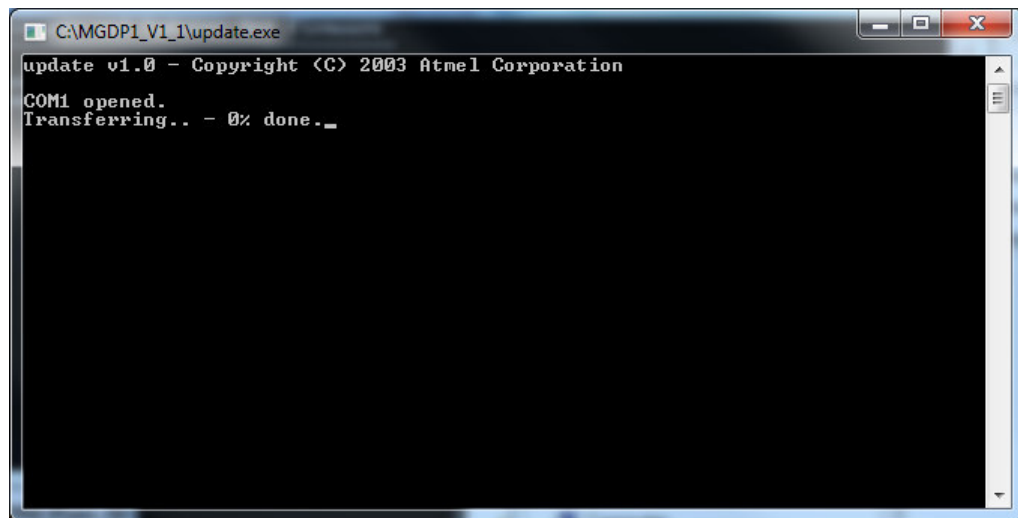 C:\MGDP1_V1_1\update.exe
update v1.0 - Copyright (C) 2003 Atmel Corporation
COM1 opened.
Transferring.. - 0% done._